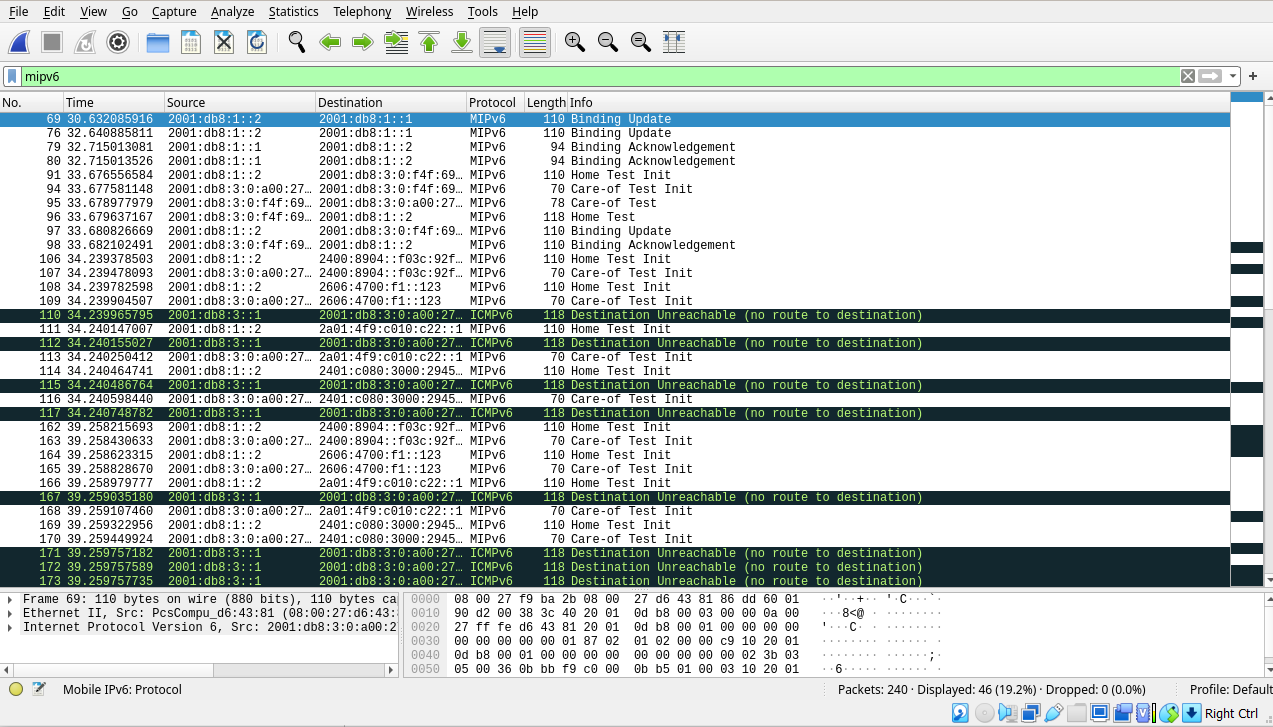 File Edit View Go Capture Analyze Statistics Telephony Wireless Tools Help
mipv6
No. Time Source Destination Protocol Length Info
69 30.632085916 2001:db8:1::2 2001:db8:1::1 MIPv6 110 Binding Update
76 32.640885811 2001:db8:1::2 2001:db8:1::1 MIPv6 110 Binding Update
79 32.715013081 2001:db8:1::1 2001:db8:1::2 MIPv6 94 Binding Acknowledgement
80 32.715013526 2001:db8:1::1 2001:db8:1::2 MIPv6 94 Binding Acknowledgement
91 33.676556584 2001:db8:1::2 2001:db8:3:0:f4f:69… MIPv6 110 Home Test Init
94 33.677581148 2001:db8:3:0:a00:27… 2001:db8:3:0:f4f:69… MIPv6 70 Care-of Test Init
95 33.678977979 2001:db8:3:0:f4f:69… 2001:db8:3:0:a00:27… MIPv6 78 Care-of Test
96 33.679637167 2001:db8:3:0:f4f:69… 2001:db8:1::2 MIPv6 118 Home Test
97 33.680826669 2001:db8:1::2 2001:db8:3:0:f4f:69… MIPv6 110 Binding Update
98 33.682102491 2001:db8:3:0:f4f:69… 2001:db8:1::2 MIPv6 110 Binding Acknowledgement
106 34.239378503 2001:db8:1::2 2400:8904::f03c:92f… MIPv6 110 Home Test Init
107 34.239478093 2001:db8:3:0:a00:27… 2400:8904::f03c:92f… MIPv6 70 Care-of Test Init
108 34.239782598 2001:db8:1::2 2606:4700:f1::123 MIPv6 110 Home Test Init
109 34.239904507 2001:db8:3:0:a00:27… 2606:4700:f1::123 MIPv6 70 Care-of Test Init
110 34.239965795 2001:db8:3::1 2001:db8:3:0:a00:27… ICMPv6 118 Destination Unreachable (no route to destination)
111 34.240147007 2001:db8:1::2 2a01:4f9:c010:c22::1 MIPv6 110 Home Test Init
112 34.240155027 2001:db8:3::1 2001:db8:3:0:a00:27… ICMPv6 118 Destination Unreachable (no route to destination)
113 34.240250412 2001:db8:3:0:a00:27… 2a01:4f9:c010:c22::1 MIPv6 70 Care-of Test Init
114 34.240464741 2001:db8:1::2 2401:c080:3000:2945… MIPv6 110 Home Test Init
115 34.240486764 2001:db8:3::1 2001:db8:3:0:a00:27… ICMPv6 118 Destination Unreachable (no route to destination)
116 34.240598440 2001:db8:3:0:a00:27… 2401:c080:3000:2945… MIPv6 70 Care-of Test Init
117 34.240748782 2001:db8:3::1 2001:db8:3:0:a00:27… ICMPv6 118 Destination Unreachable (no route to destination)
162 39.258215693 2001:db8:1::2 2400:8904::f03c:92f… MIPv6 110 Home Test Init
163 39.258430633 2001:db8:3:0:a00:27… 2400:8904::f03c:92f… MIPv6 70 Care-of Test Init
164 39.258623315 2001:db8:1::2 2606:4700:f1::123 MIPv6 110 Home Test Init
165 39.258828670 2001:db8:3:0:a00:27… 2606:4700:f1::123 MIPv6 70 Care-of Test Init
166 39.258979777 2001:db8:1::2 2a01:4f9:c010:c22::1 MIPv6 110 Home Test Init
167 39.259035180 2001:db8:3::1 2001:db8:3:0:a00:27… ICMPv6 118 Destination Unreachable (no route to destination)
168 39.259107460 2001:db8:3:0:a00:27… 2a01:4f9:c010:c22::1 MIPv6 70 Care-of Test Init
169 39.259322956 2001:db8:1::2 2401:c080:3000:2945… MIPv6 110 Home Test Init
170 39.259449924 2001:db8:3:0:a00:27… 2401:c080:3000:2945… MIPv6 70 Care-of Test Init
171 39.259757182 2001:db8:3::1 2001:db8:3:0:a00:27… ICMPv6 118 Destination Unreachable (no route to destination)
172 39.259757589 2001:db8:3::1 2001:db8:3:0:a00:27… ICMPv6 118 Destination Unreachable (no route to destination)
173 39.259757735 2001:db8:3::1 2001:db8:3:0:a00:27… ICMPv6 118 Destination Unreachable (no route to destination)
Frame 69: 110 bytes on wire (880 bits), 110 bytes ca
Ethernet II, Src: PcsCompu_d6:43:81 (08:00:27:d6:43:
Internet Protocol Version 6, Src: 2001:db8:3:0:a00:2
0000 08 00 27 f9 ba 2b 08 00 27 d6 43 81 86 dd 60 01 ··'··+·· '·C···`·
0010 90 d2 00 38 3c 40 20 01 0d b8 00 03 00 00 0a 00 ···8<@ · ········
0020 27 ff fe d6 43 81 20 01 0d b8 00 01 00 00 00 00 '···C· · ········
0030 00 00 00 00 00 01 87 02 01 02 00 00 c9 10 20 01 ········ ······ ·
0040 0d b8 00 01 00 00 00 00 00 00 00 00 00 02 3b 03 ········ ······;·
0050 05 00 36 0b bb f9 c0 00 0b b5 01 00 03 10 20 01 ··6····· ······ ·
Mobile IPv6: Protocol Packets: 240 · Displayed: 46 (19.2%) · Dropped: 0 (0.0%) Profile: Default
Right Ctrl